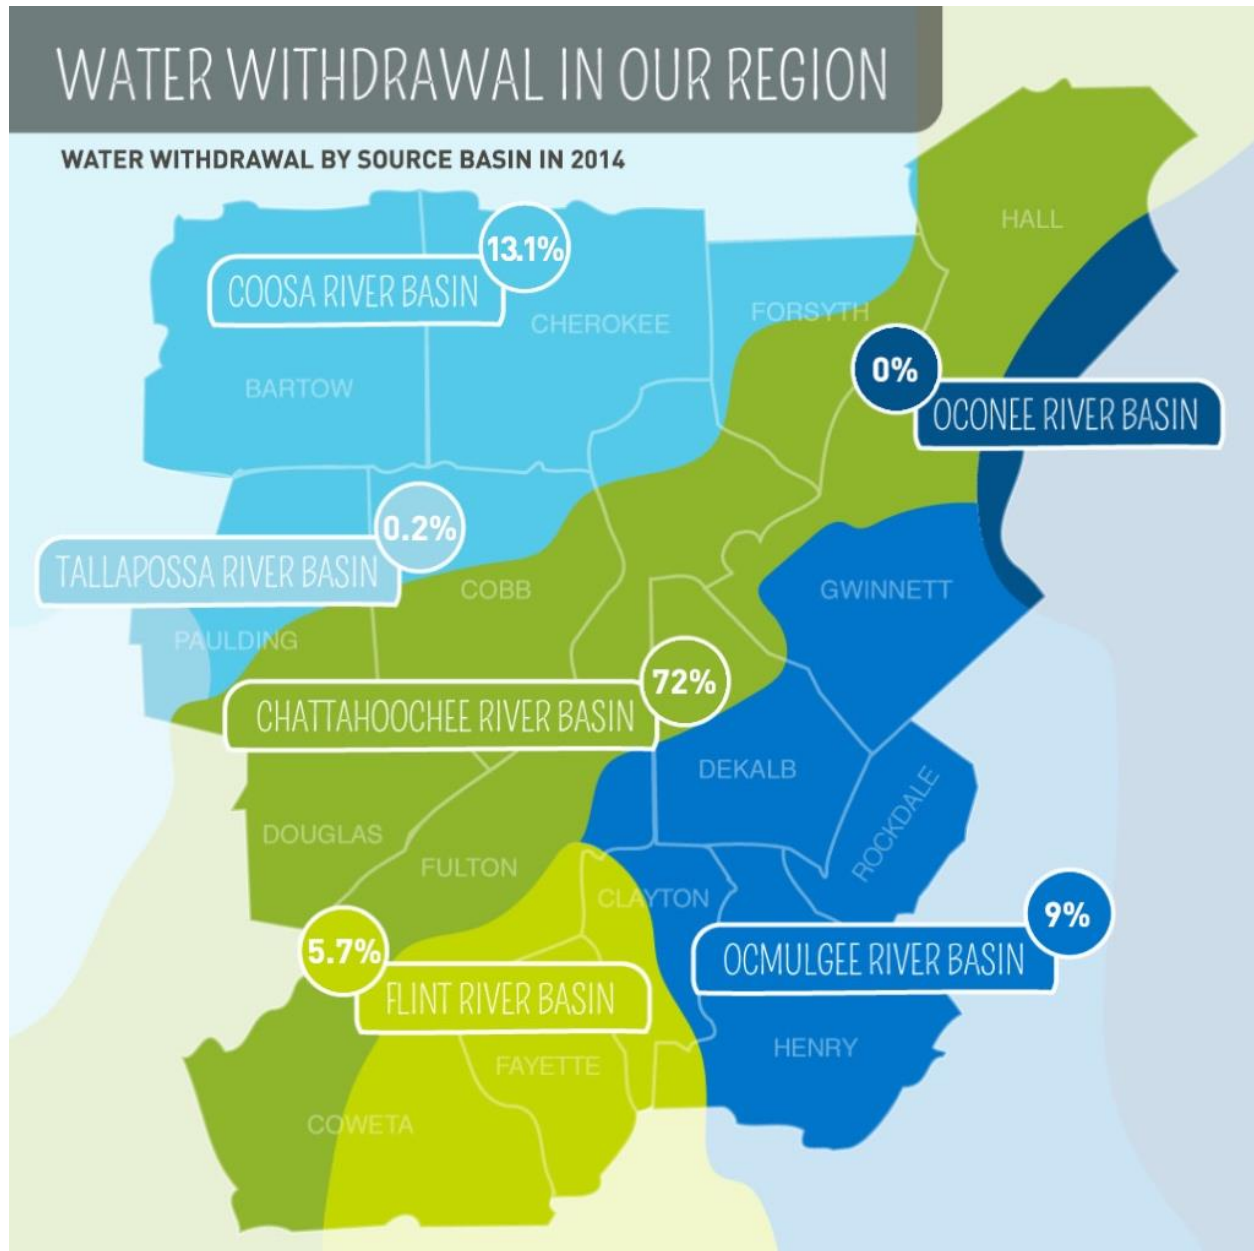 WATER WITHDRAWAL IN OUR REGION
WATER WITHDRAWAL BY SOURCE BASIN IN 2014
HALL
13.1%
COOSA RIVER BASIN
CHEROKEE
FORSYTH
BARTOW
0%
OCONEE RIVER BASIN
0.2%
TALLAPOSSA RIVER BASIN
COBB
GWINNETT
PAULDING
72%
CHATTAHOOCHEE RIVER BASIN
DEKALB
ROCKDALE
DOUGLAS
FULTON
CLAYTON
9%
OCMULGEE RIVER BASIN
5.7%
FLINT RIVER BASIN
HENRY
FAYETTE
COWETA